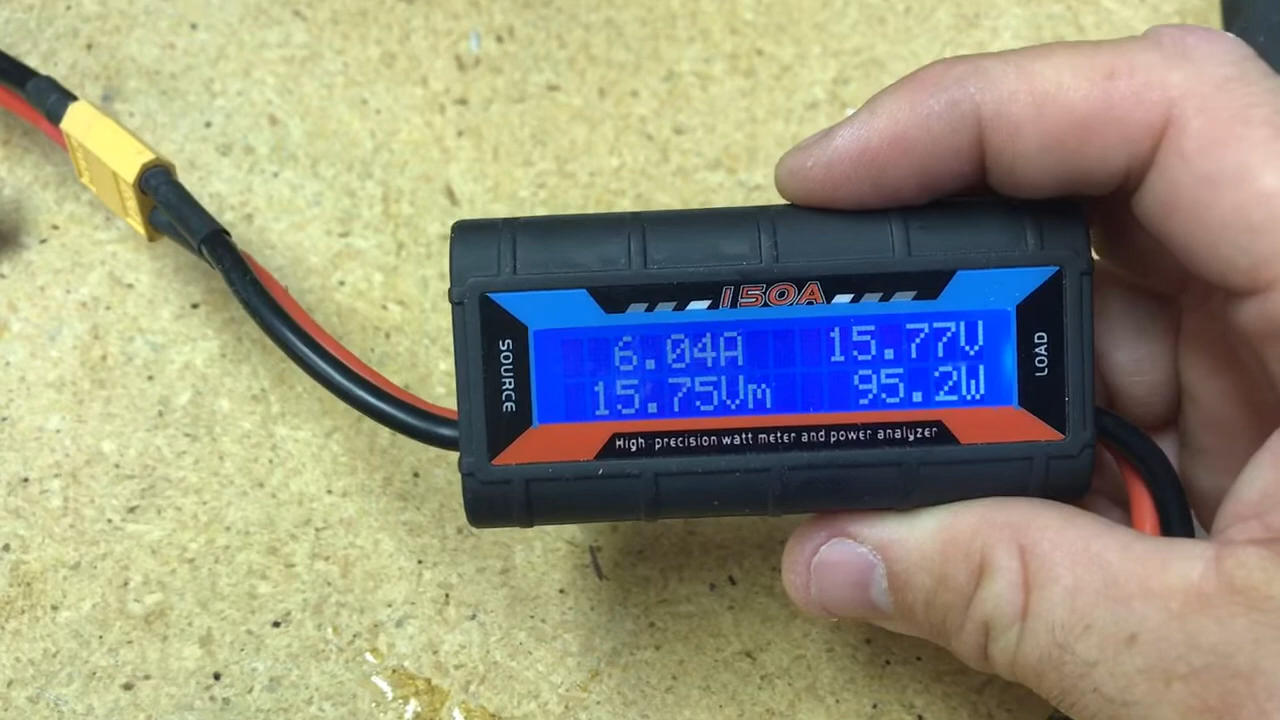 150A
SOURCE
6.04A 15.77V
15.75Vm 95.2W
LOAD
High-precision watt meter and power analyzer